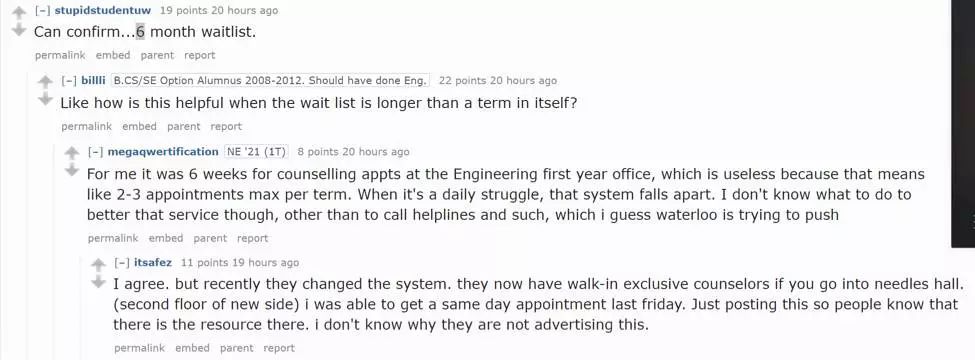 [–] stupidstudentuw 19 points 20 hours ago
Can confirm...6 month waitlist.
permalink embed parent report
[–] billli B.CS/SE Option Alumnus 2008-2012. Should have done Eng. 22 points 20 hours ago
Like how is this helpful when the wait list is longer than a term in itself?
permalink embed parent report
[–] megaqwertification NE '21 (1T) 8 points 20 hours ago
For me it was 6 weeks for counselling appts at the Engineering first year office, which is useless because that means
like 2-3 appointments max per term. When it's a daily struggle, that system falls apart. I don't know what to do to
better that service though, other than to call helplines and such, which i guess waterloo is trying to push
permalink embed parent report
[–] itsafez 11 points 19 hours ago
I agree. but recently they changed the system. they now have walk-in exclusive counselors if you go into needles hall.
(second floor of new side) i was able to get a same day appointment last friday. Just posting this so people know that
there is the resource there. i don't know why they are not advertising this.
permalink embed parent report